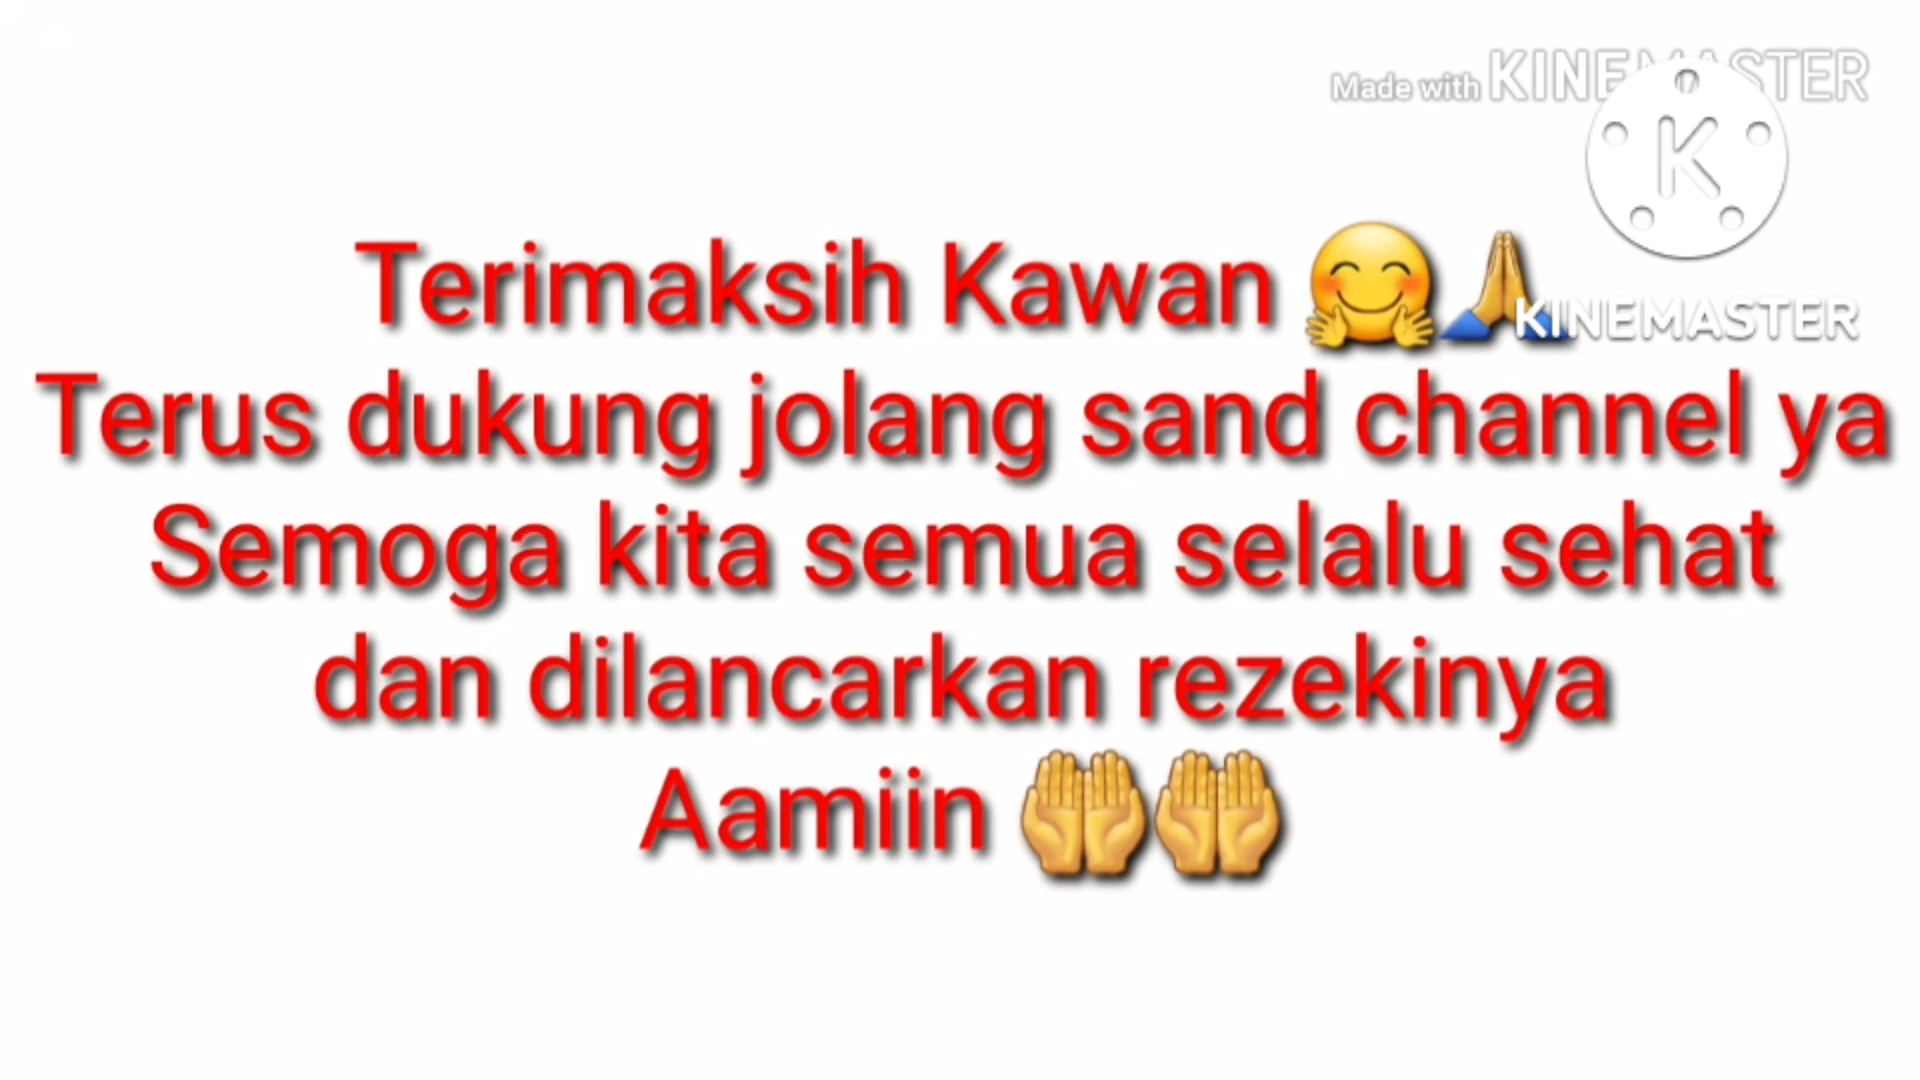 Made with KINEMASTER
K
Terimaksih Kawan 🤗🙏
KINEMASTER
Terus dukung jolang sand channel ya
Semoga kita semua selalu sehat
dan dilancarkan rezekinya
Aamiin 🤲🤲